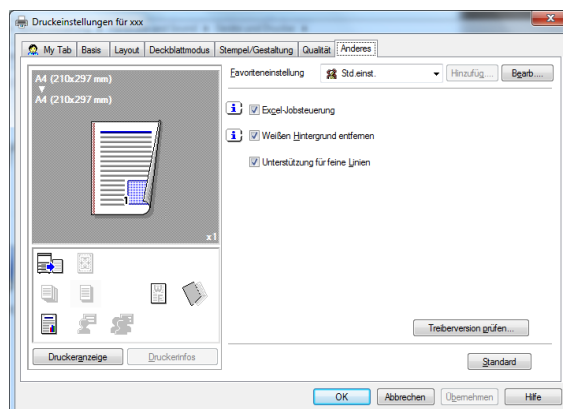 Druckeinstellungen für xxx
My Tab
Basis
Layout
Deckblattmodus
Stempel/Gestaltung
Qualität
Anderes
A4 (210x297 mm)
A4 (210x297 mm)
1
x1
Favoriteneinstellung
Std.einst.
Hinzufüg....
Bearb....
Excel-Jobsteuerung
Weißen Hintergrund entfernen
Unterstützung für feine Linien
Treiberversion prüfen...
Druckeranzeige
Druckerinfos
Standard
OK
Abbrechen
Übernehmen
Hilfe